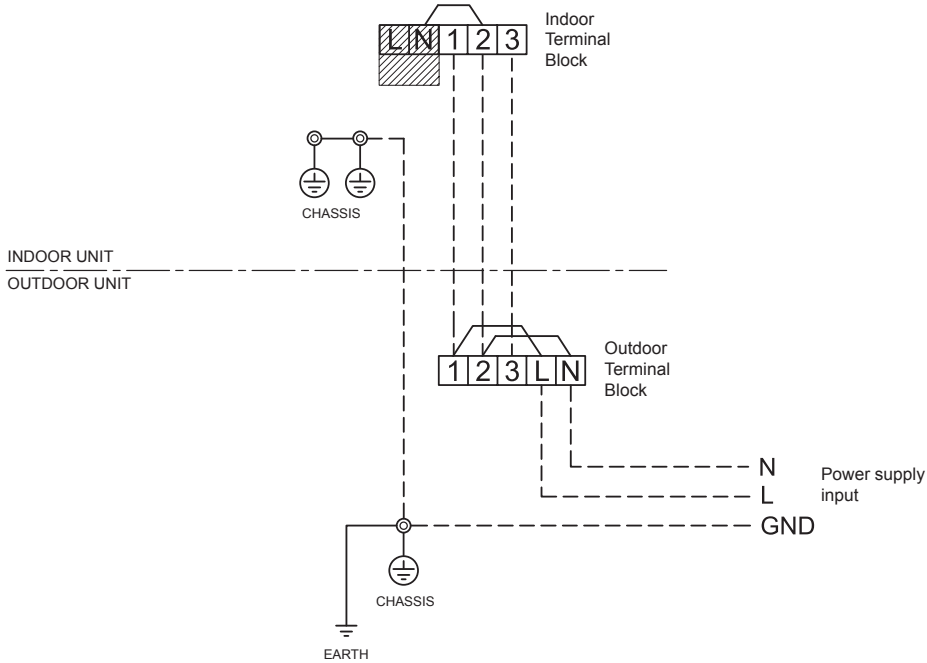 Indoor
Terminal
Block
L N 1 2 3
CHASSIS
INDOOR UNIT
OUTDOOR UNIT
Outdoor
Terminal
Block
1 2 3 L N
N
L
GND
Power supply
input
CHASSIS
EARTH